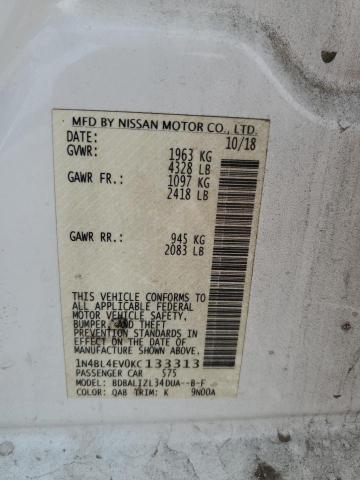 MFD BY NISSAN MOTOR CO., LTD.
DATE: 10/18
GVWR: 1963 KG
4328 LB
GAWR FR.: 1097 KG
2418 LB
GAWR RR.: 945 KG
2083 LB
THIS VEHICLE CONFORMS TO
ALL APPLICABLE FEDERAL
MOTOR VEHICLE SAFETY,
BUMPER, AND THEFT
PREVENTION STANDARDS IN
EFFECT ON THE DATE OF
MANUFACTURE SHOWN ABOVE.
1N4BL4EV0KC133313
PASSENGER CAR 575
MODEL: BDBALIZL34DUA--B-F
COLOR: QAB TRIM: K 9N00A